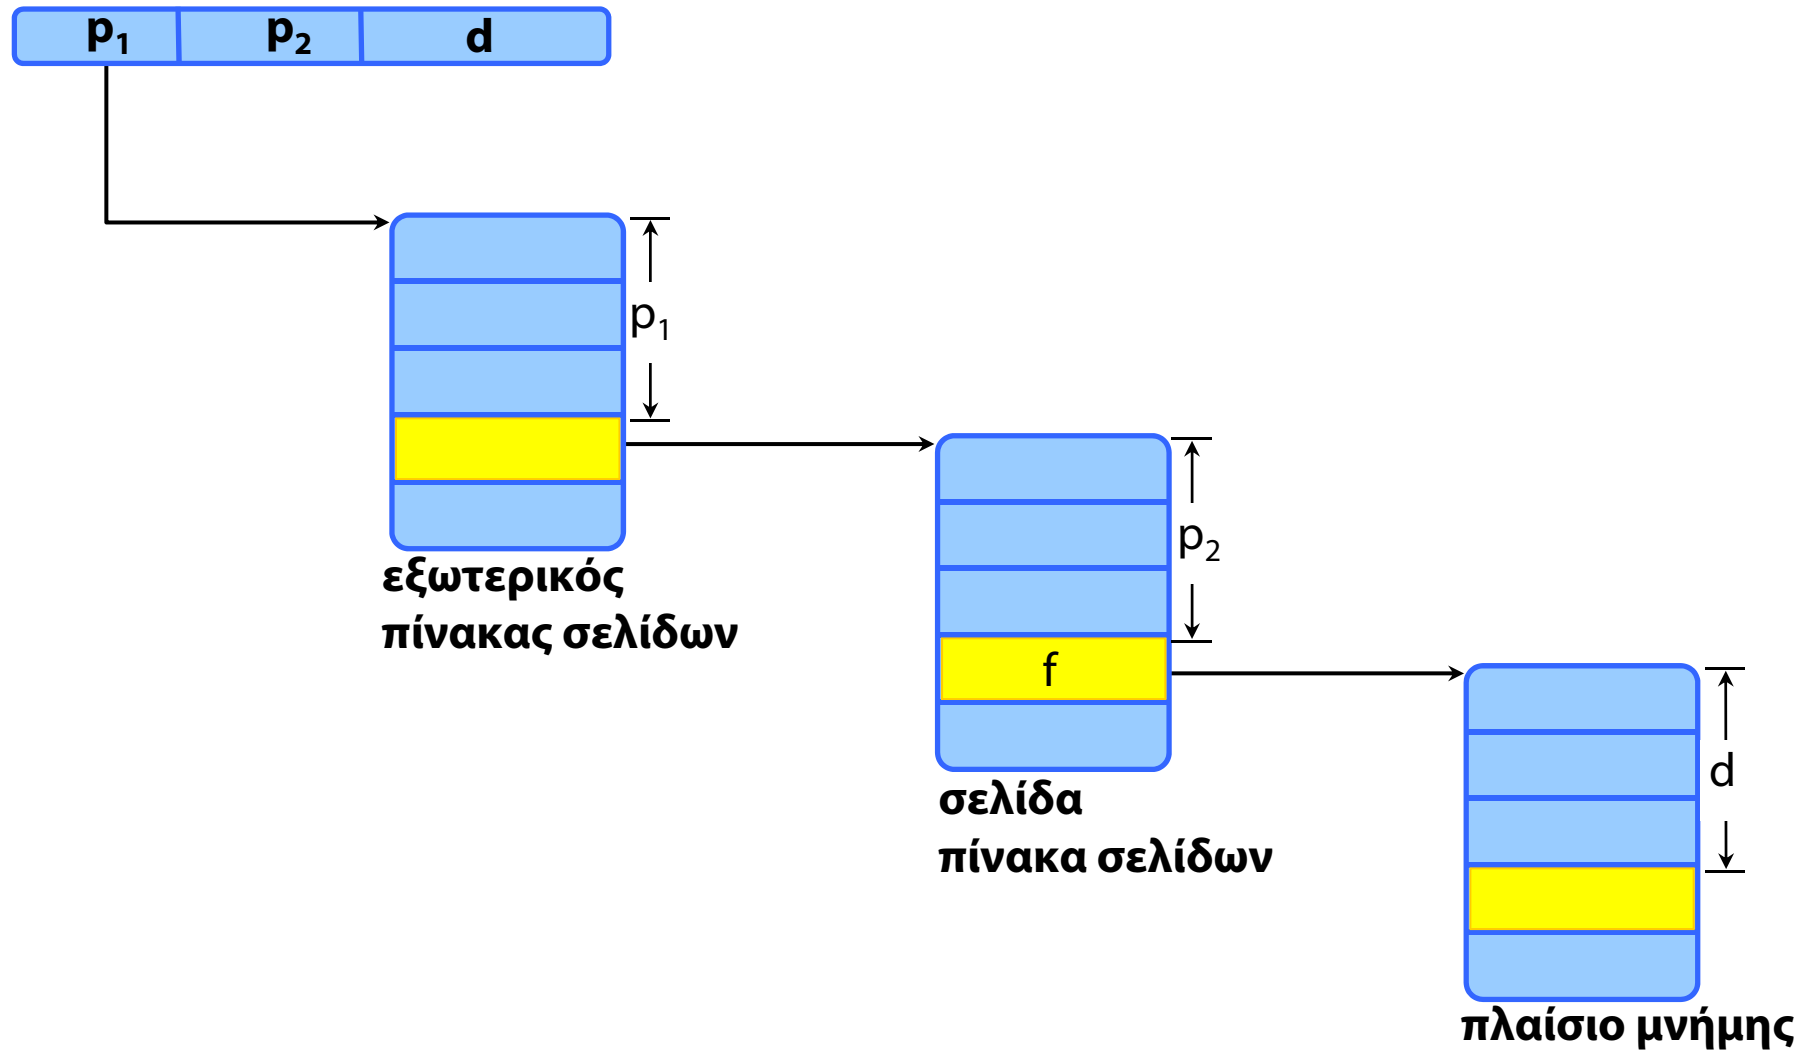 p₁ p₂ d
p₁
εξωτερικός
πίνακας σελίδων
p₂
f
σελίδα
πίνακα σελίδων
d
πλαίσιο μνήμης